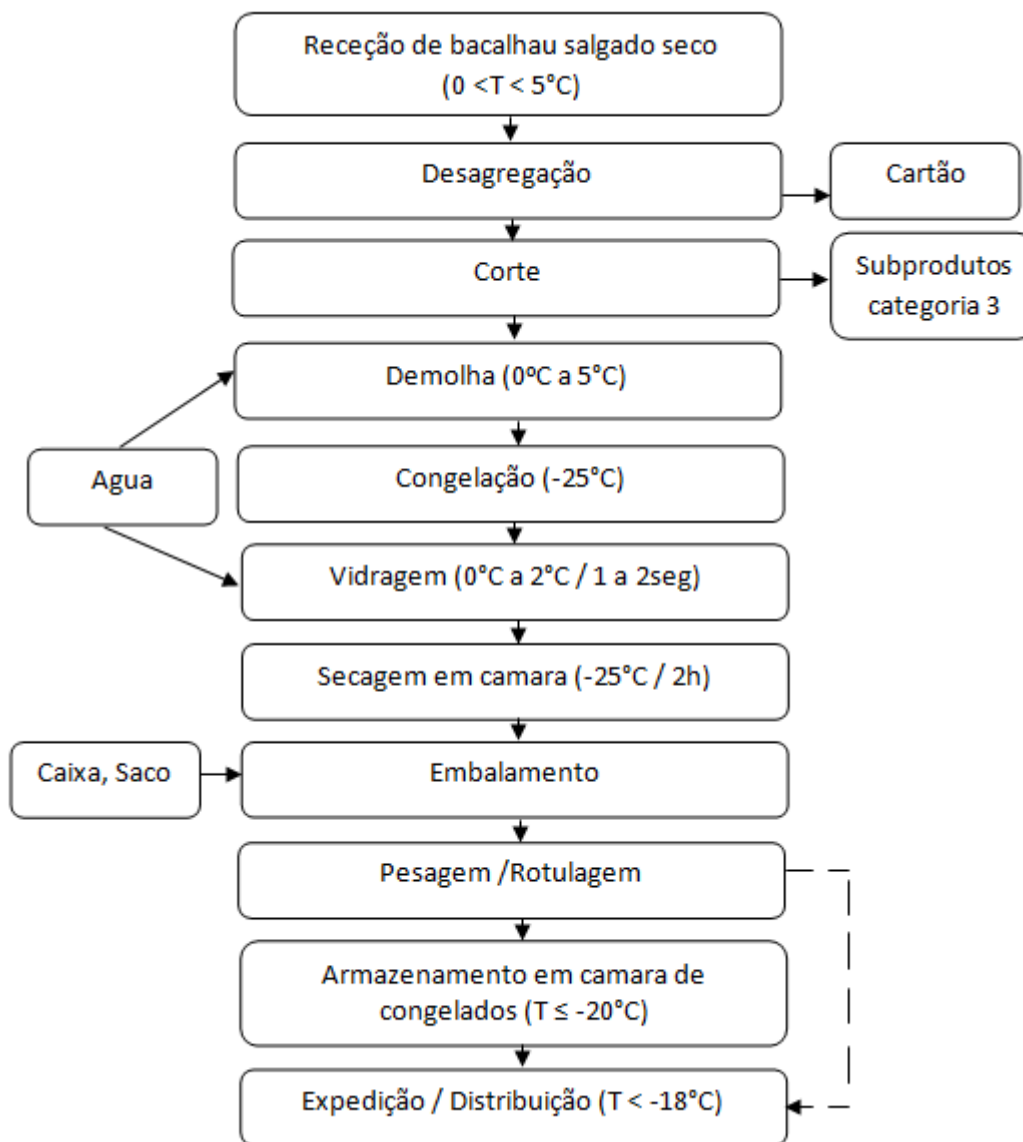 Receção de bacalhau salgado seco
(0 <T < 5°C)
Desagregação
Cartão
Corte
Subprodutos
categoria 3
Demolha (0ºC a 5°C)
Agua
Congelação (-25°C)
Vidragem (0°C a 2°C / 1 a 2seg)
Secagem em camara (-25°C / 2h)
Caixa, Saco
Embalamento
Pesagem /Rotulagem
Armazenamento em camara de
congelados (T ≤ -20°C)
Expedição / Distribuição (T < -18°C)